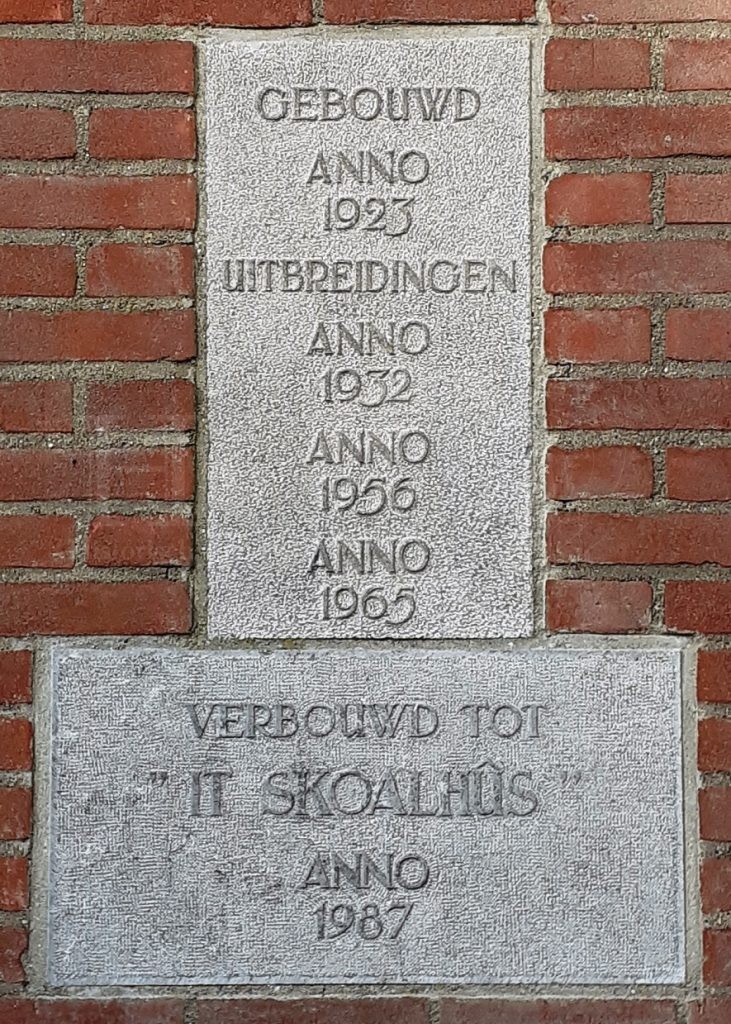 GEBOUWD
ANNO
1923
UITBREIDINGEN
ANNO
1932
ANNO
1956
ANNO
1965
VERBOUWD TOT
"IT SKOALHÛS"
ANNO
1987